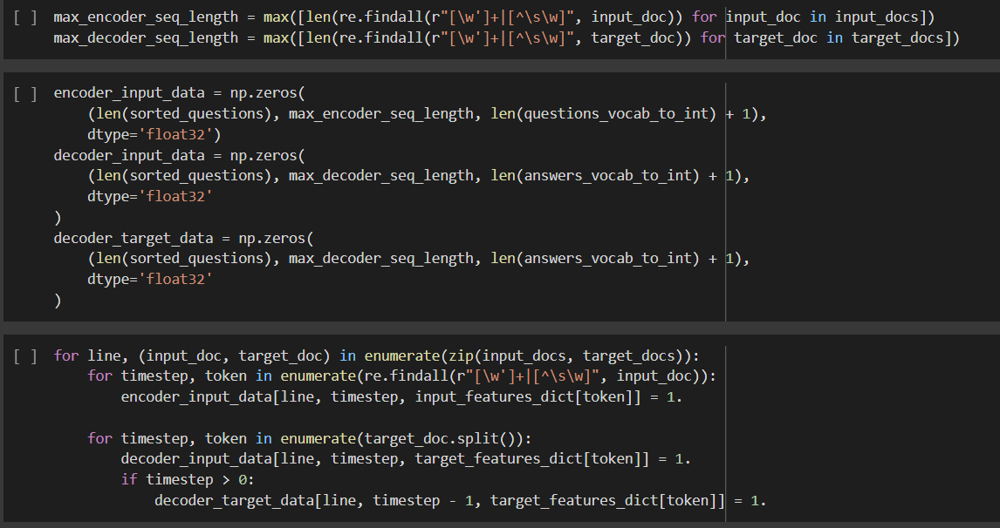 [ ] max_encoder_seq_length = max([len(re.findall(r"[\w']+|[^\s\w]", input_doc)) for input_doc in input_docs])
max_decoder_seq_length = max([len(re.findall(r"[\w']+|[^\s\w]", target_doc)) for target_doc in target_docs])
[ ] encoder_input_data = np.zeros(
    (len(sorted_questions), max_encoder_seq_length, len(questions_vocab_to_int) + 1),
    dtype='float32')
decoder_input_data = np.zeros(
    (len(sorted_questions), max_decoder_seq_length, len(answers_vocab_to_int) + 1),
    dtype='float32'
)
decoder_target_data = np.zeros(
    (len(sorted_questions), max_decoder_seq_length, len(answers_vocab_to_int) + 1),
    dtype='float32'
)
[ ] for line, (input_doc, target_doc) in enumerate(zip(input_docs, target_docs)):
    for timestep, token in enumerate(re.findall(r"[\w']+|[^\s\w]", input_doc)):
        encoder_input_data[line, timestep, input_features_dict[token]] = 1.
    for timestep, token in enumerate(target_doc.split()):
        decoder_input_data[line, timestep, target_features_dict[token]] = 1.
        if timestep > 0:
            decoder_target_data[line, timestep - 1, target_features_dict[token]] = 1.